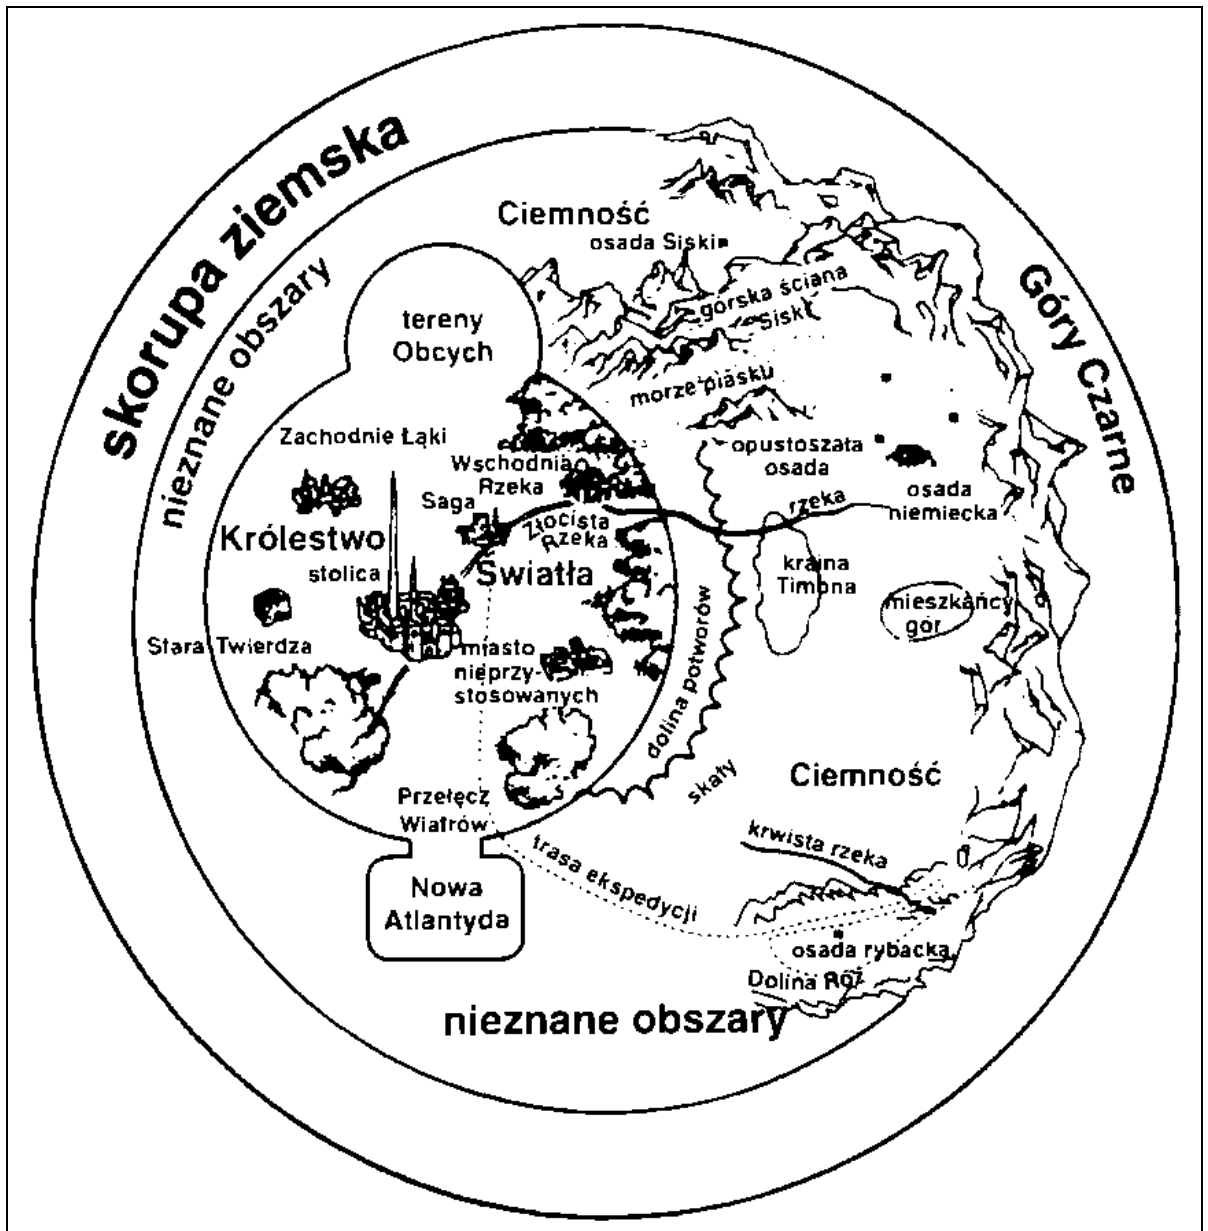 skorupa ziemska
nieznane obszary
Ciemność
osada Siski
górska ściana
Siski
Góry Czarne
tereny
Obcych
morze piasku
Zachodnie Łąki
Wschodnia
Rzeka
opustoszała
osada
Saga
osada
niemiecka
rzeka
Królestwo
Złocista
Rzeka
stolica
Światła
kraina
Timona
mieszkańcy
gór
Stara Twierdza
miasto
nieprzy-
stosowanych
dolina potworów
skały
Ciemność
Przełęcz
Wiatrów
krwista rzeka
trasa ekspedycji
Nowa
Atlantyda
osada rybacka
Dolina Róż
nieznane obszary